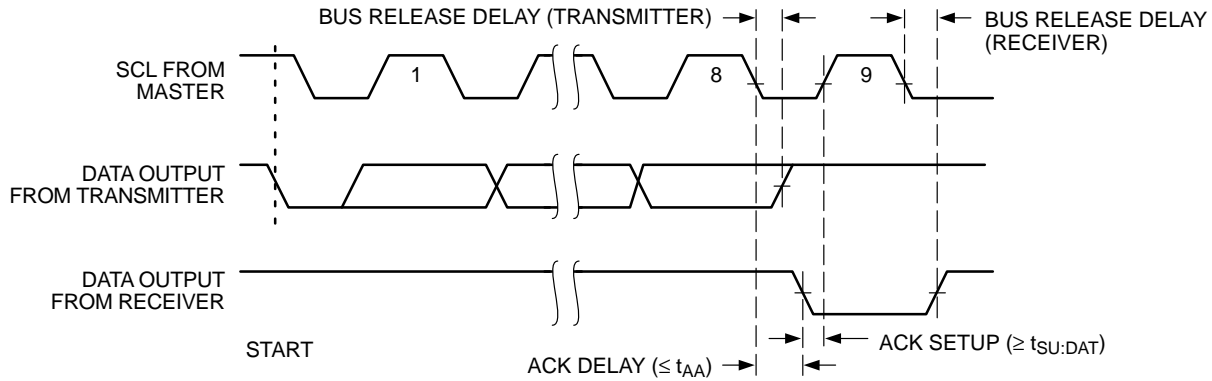 BUS RELEASE DELAY (TRANSMITTER)
BUS RELEASE DELAY
(RECEIVER)
SCL FROM
MASTER
1
8
9
DATA OUTPUT
FROM TRANSMITTER
DATA OUTPUT
FROM RECEIVER
START
ACK SETUP (≥ tSU:DAT)
ACK DELAY (≤ tAA)